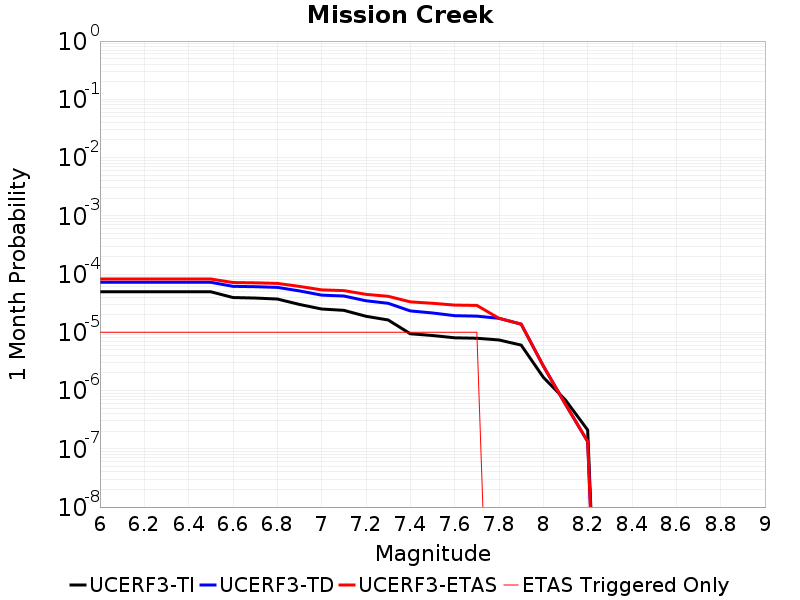 Mission Creek
1 Month Probability
10^0
10^-1
10^-2
10^-3
10^-4
10^-5
10^-6
10^-7
10^-8
6 6.2 6.4 6.6 6.8 7 7.2 7.4 7.6 7.8 8 8.2 8.4 8.6 8.8 9
Magnitude
UCERF3-TI UCERF3-TD UCERF3-ETAS ETAS Triggered Only